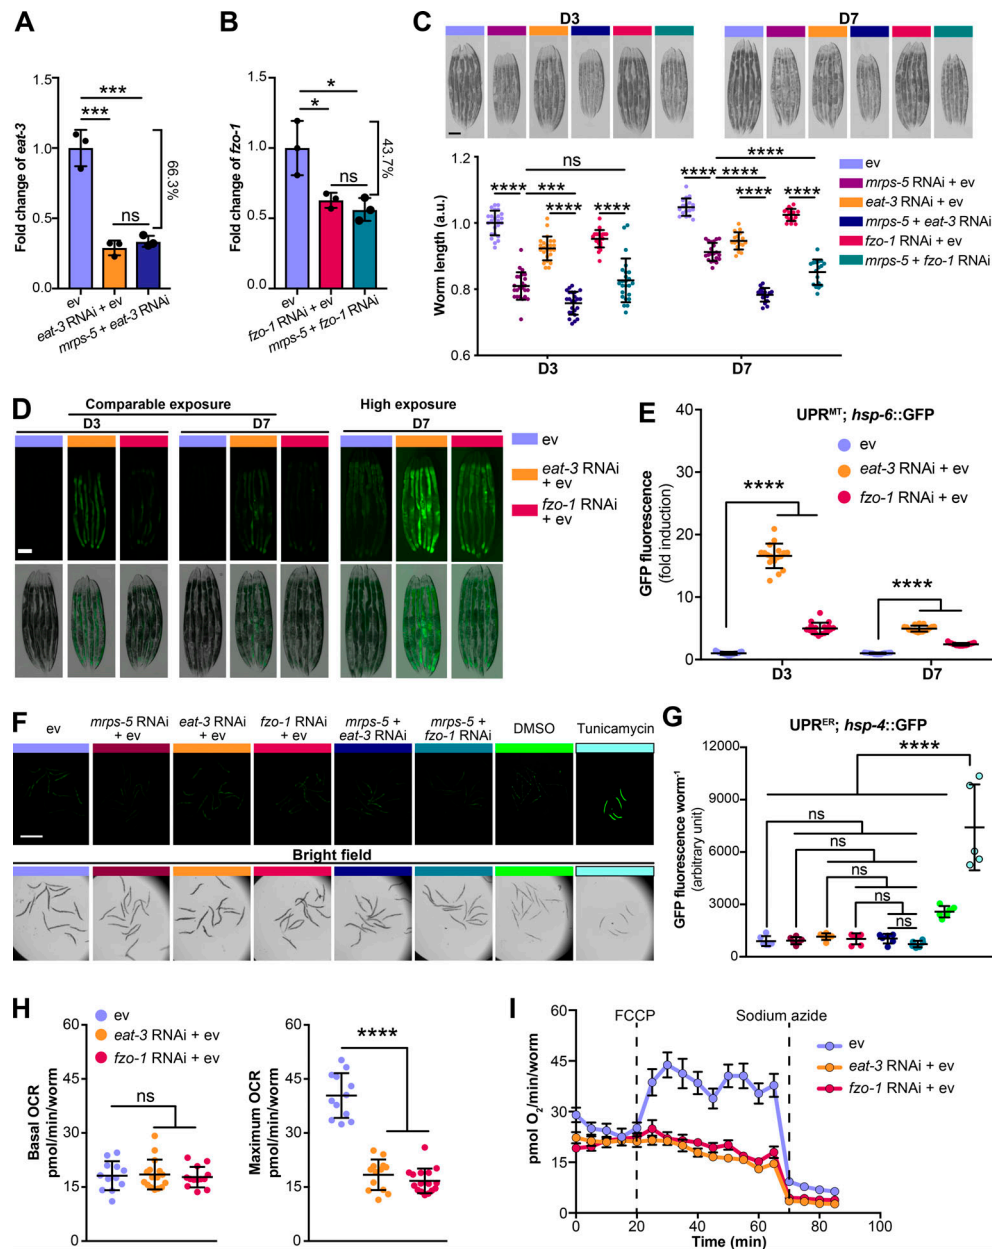 A
Fold change of eat-3
1.5
1.0
0.5
0
***
***
ns
66.3%
ev
eat-3 RNAi + ev
mrps-5 + eat-3 RNAi
B
Fold change of fzo-1
1.5
1.0
0.5
0
*
*
ns
43.7%
ev
fzo-1 RNAi + ev
mrps-5 + fzo-1 RNAi
C
D3
D7
Worm length (a.u.)
1.2
1.0
0.8
0.6
ns
**** *** ****
****
****
**** **** ****
**** ****
D3
D7
ev
mrps-5 RNAi + ev
eat-3 RNAi + ev
mrps-5 + eat-3 RNAi
fzo-1 RNAi + ev
mrps-5 + fzo-1 RNAi
D
Comparable exposure
High exposure
D3
D7
D7
ev
eat-3 RNAi
+ ev
fzo-1 RNAi
+ ev
E
UPRMT; hsp-6::GFP
ev
eat-3 RNAi + ev
fzo-1 RNAi + ev
GFP fluorescence
(fold induction)
40
30
20
10
0
****
****
D3
D7
F
ev
mrps-5 RNAi
+ ev
eat-3 RNAi
+ ev
fzo-1 RNAi
+ ev
mrps-5 +
eat-3 RNAi
mrps-5 +
fzo-1 RNAi
DMSO
Tunicamycin
Bright field
G
UPRER; hsp-4::GFP
GFP fluorescence worm-1
(arbitrary unit)
12000
9000
6000
3000
0
****
ns
ns
ns
ns
ns
H
ev
eat-3 RNAi + ev
fzo-1 RNAi + ev
Basal OCR
pmol/min/worm
60
45
30
15
0
ns
Maximum OCR
pmol/min/worm
60
45
30
15
0
****
I
FCCP
Sodium azide
ev
eat-3 RNAi + ev
fzo-1 RNAi + ev
pmol O2/min/worm
60
45
30
15
0
0
20
40
60
80
100
Time (min)